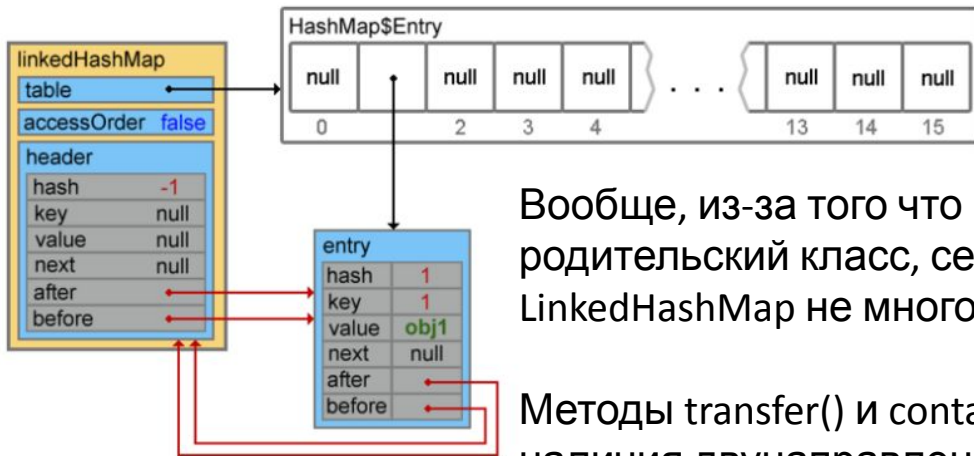 HashMap$Entry
null null null null . . . null null null
0 2 3 4 13 14 15
linkedHashMap
table
accessOrder false
header
hash -1
key null
value null
next null
after
before
entry
hash 1
key 1
value obj1
next null
after
before
Вообще, из-за того что
родительский класс, се
LinkedHashMap не много
Методы transfer() и conta